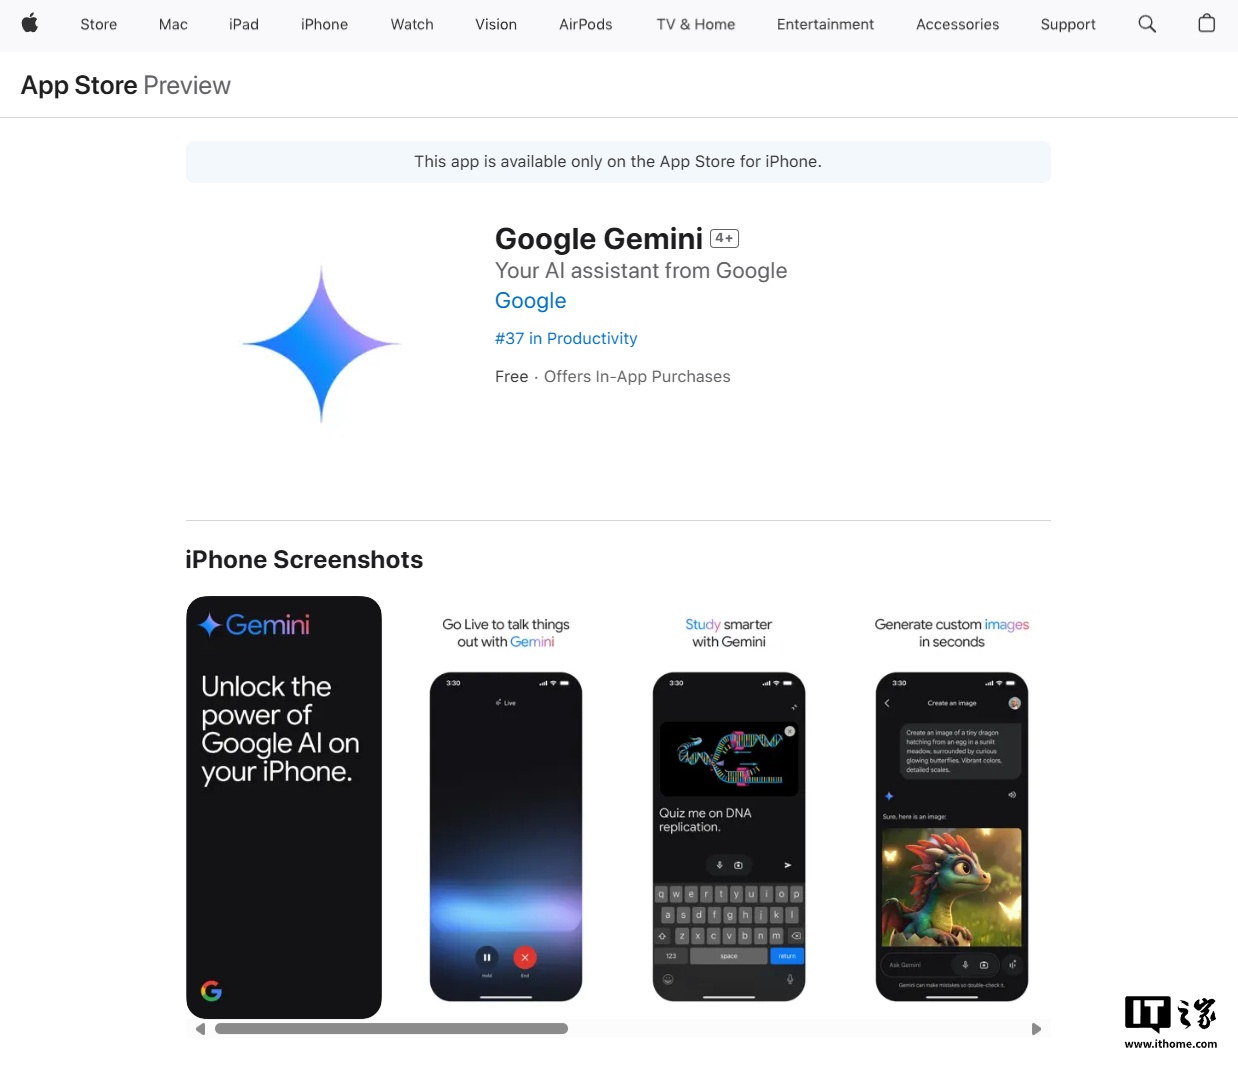 Store Mac iPad iPhone Watch Vision AirPods TV & Home Entertainment Accessories Support
App Store Preview
This app is available only on the App Store for iPhone.
Google Gemini 4+
Your AI assistant from Google
Google
#37 in Productivity
Free · Offers In-App Purchases
iPhone Screenshots
Gemini
Unlock the
power of
Google AI on
your iPhone.
Go Live to talk things
out with Gemini
3:30
Live
Hold End
Study smarter
with Gemini
3:30
Quiz me on DNA
replication.
q w e r t y u i o p
a s d f g h j k l
z x c v b n m
123 space return
Generate custom images
in seconds
3:30
Create an image
Create an image of a tiny dragon
hatching from an egg in a sunlit
meadow, surrounded by curious
glowing butterflies. Vibrant colors,
detailed scales.
Sure, here is an image:
Ask Gemini
Gemini can make mistakes so double-check it.
IT之家
www.ithome.com